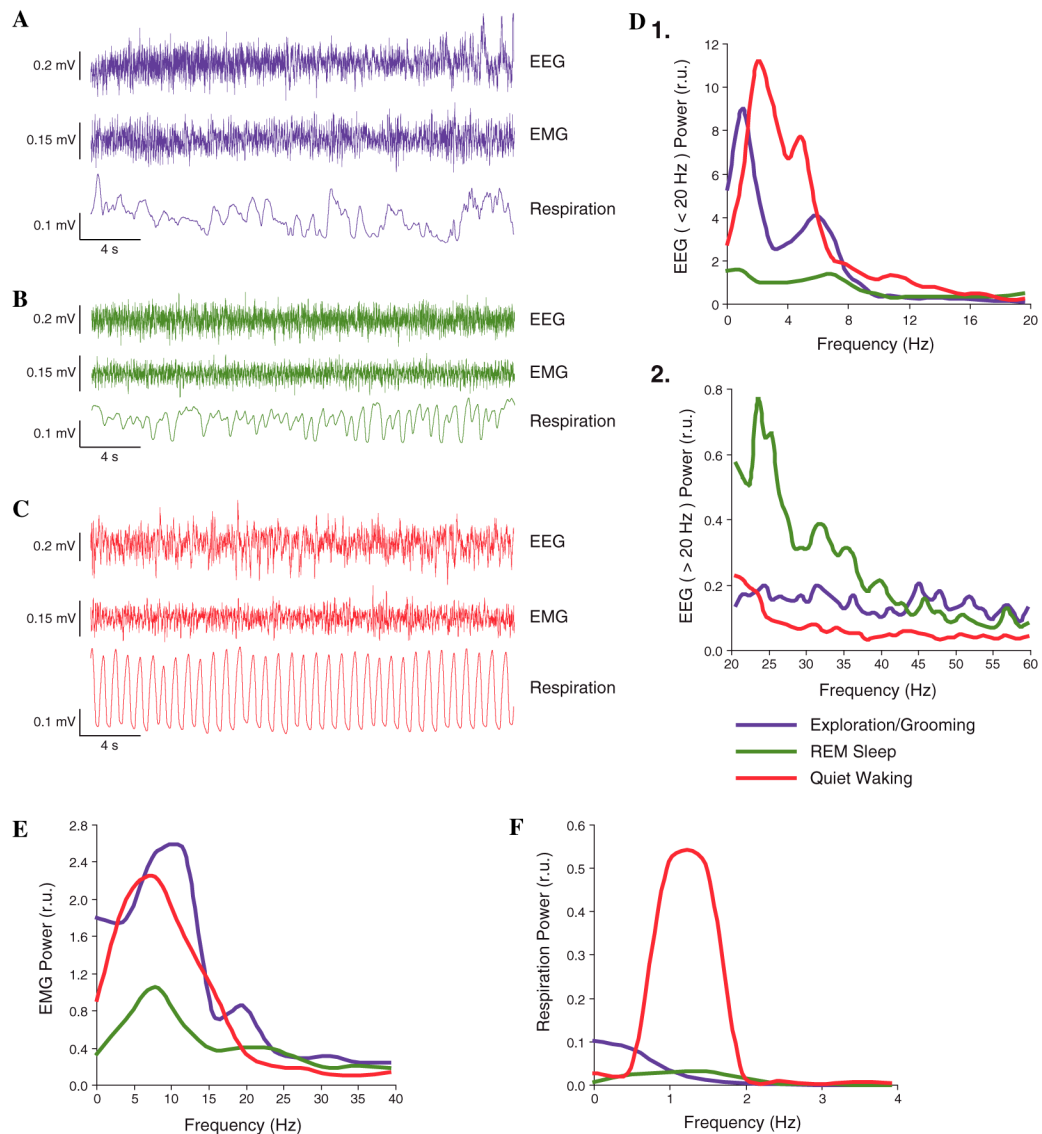 A
0.2 mV
EEG
0.15 mV
EMG
0.1 mV
Respiration
4 s
B
0.2 mV
EEG
0.15 mV
EMG
0.1 mV
Respiration
4 s
C
0.2 mV
EEG
0.15 mV
EMG
0.1 mV
Respiration
4 s
D 1.
EEG ( < 20 Hz ) Power (r.u.)
12
10
8
6
4
2
0
0 4 8 12 16 20
Frequency (Hz)
2.
EEG ( > 20 Hz ) Power (r.u.)
0.8
0.6
0.4
0.2
0.0
20 25 30 35 40 45 50 55 60
Frequency (Hz)
Exploration/Grooming
REM Sleep
Quiet Waking
E
EMG Power (r.u.)
2.8
2.4
2.0
1.6
1.2
0.8
0.4
0.0
0 5 10 15 20 25 30 35 40
Frequency (Hz)
F
Respiration Power (r.u.)
0.6
0.5
0.4
0.3
0.2
0.1
0.0
0 1 2 3 4
Frequency (Hz)